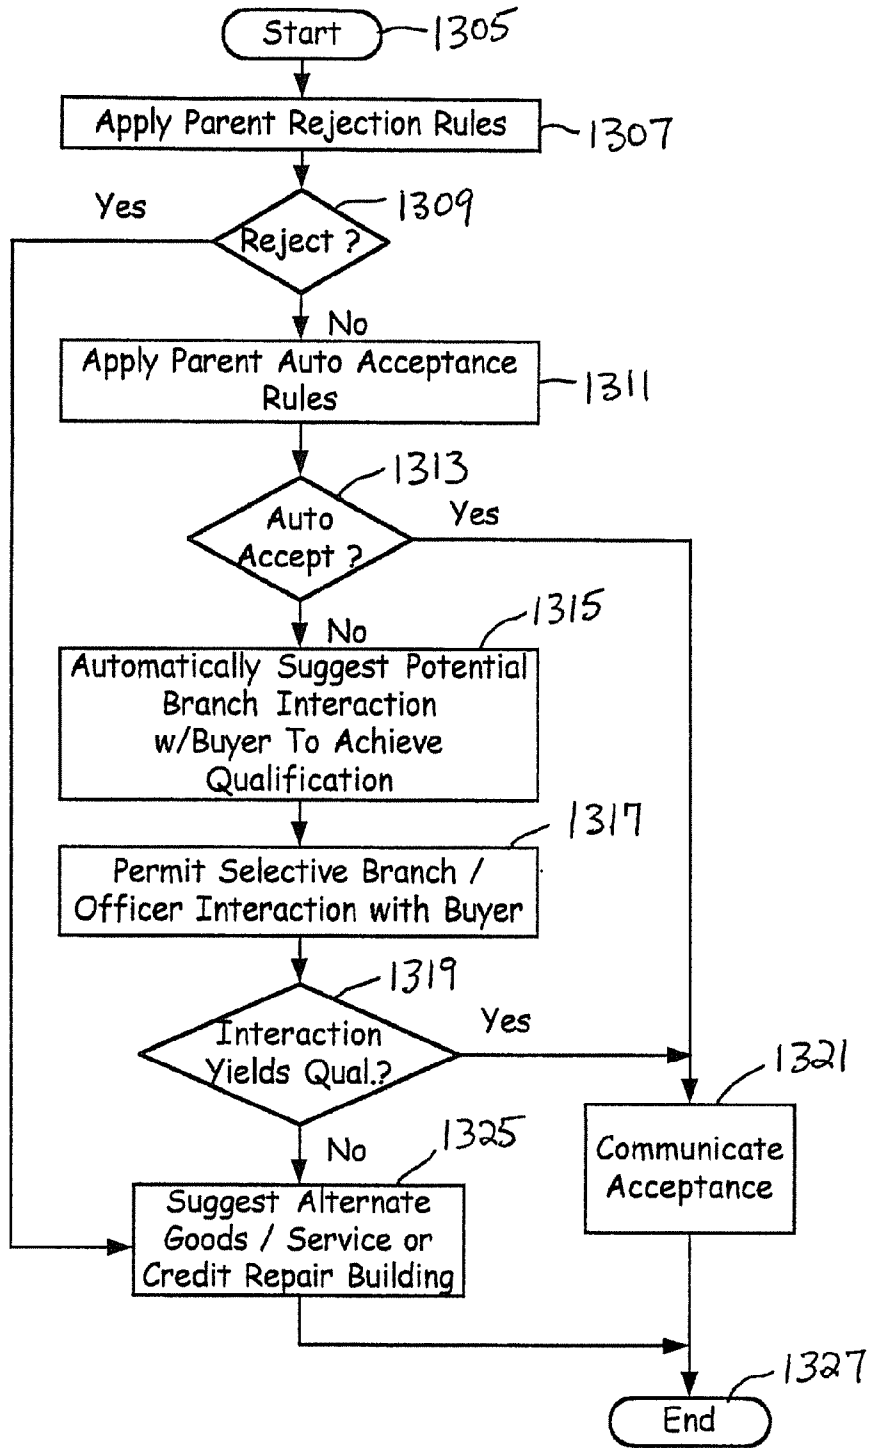 Start
1305
Apply Parent Rejection Rules
1307
Yes
1309
Reject ?
No
Apply Parent Auto Acceptance
Rules
1311
1313
Auto
Accept ?
Yes
No
1315
Automatically Suggest Potential
Branch Interaction
w/Buyer To Achieve
Qualification
1317
Permit Selective Branch /
Officer Interaction with Buyer
1319
Interaction
Yields Qual.?
Yes
1321
Communicate
Acceptance
No
1325
Suggest Alternate
Goods / Service or
Credit Repair Building
1327
End